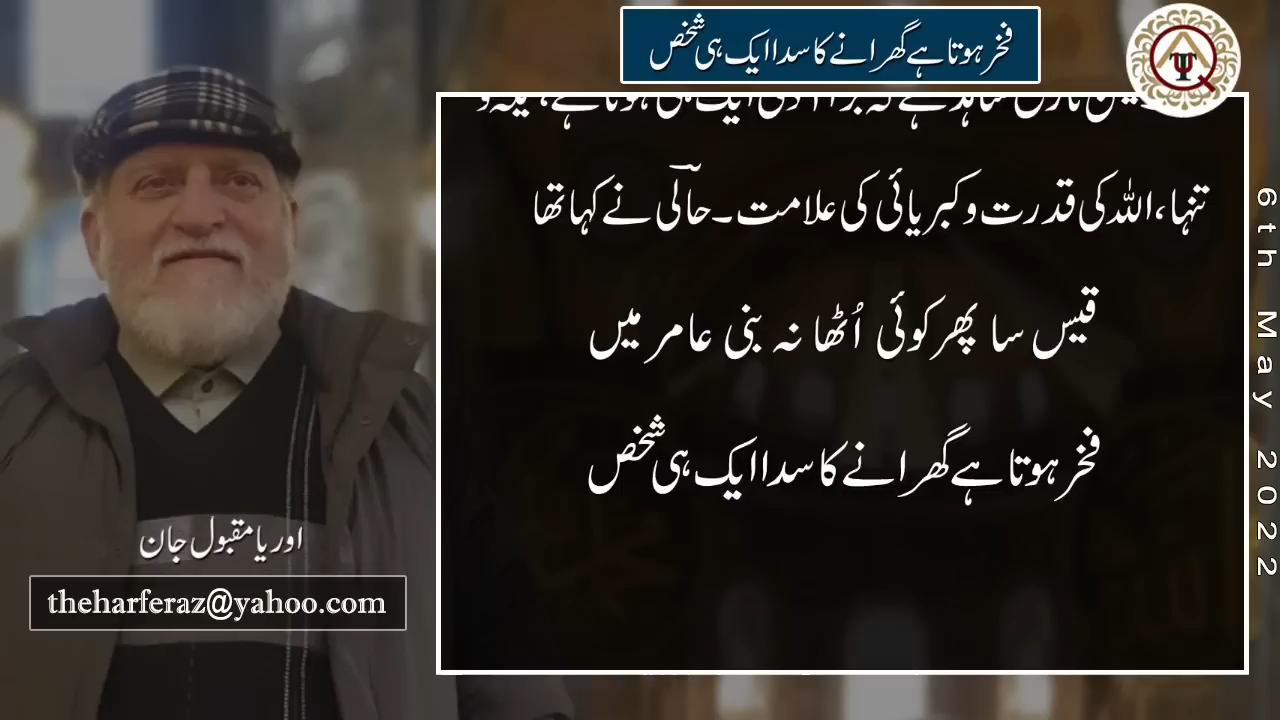 فخر ہوتا ہے گھرانے کا سدا ایک ہی شخص
تنہا، اللہ کی قدرت و کبریائی کی علامت۔ حالؔی نے کہا تھا
قیس سا پھر کوئی اُٹھا نہ بنی عامر میں
فخر ہوتا ہے گھرانے کا سدا ایک ہی شخص
اوریا مقبول جان
theharferaz@yahoo.com
6th May 2022